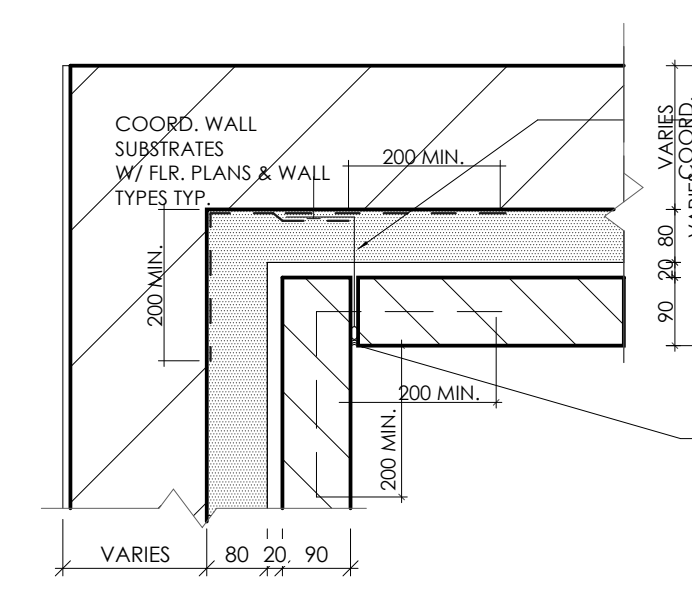 COORD. WALL
SUBSTRATES
W/ FLR. PLANS & WALL
TYPES TYP.
200 MIN.
200 MIN.
200 MIN.
200 MIN.
VARIES
80
20
90
VARIES
80
20
90
COORD.